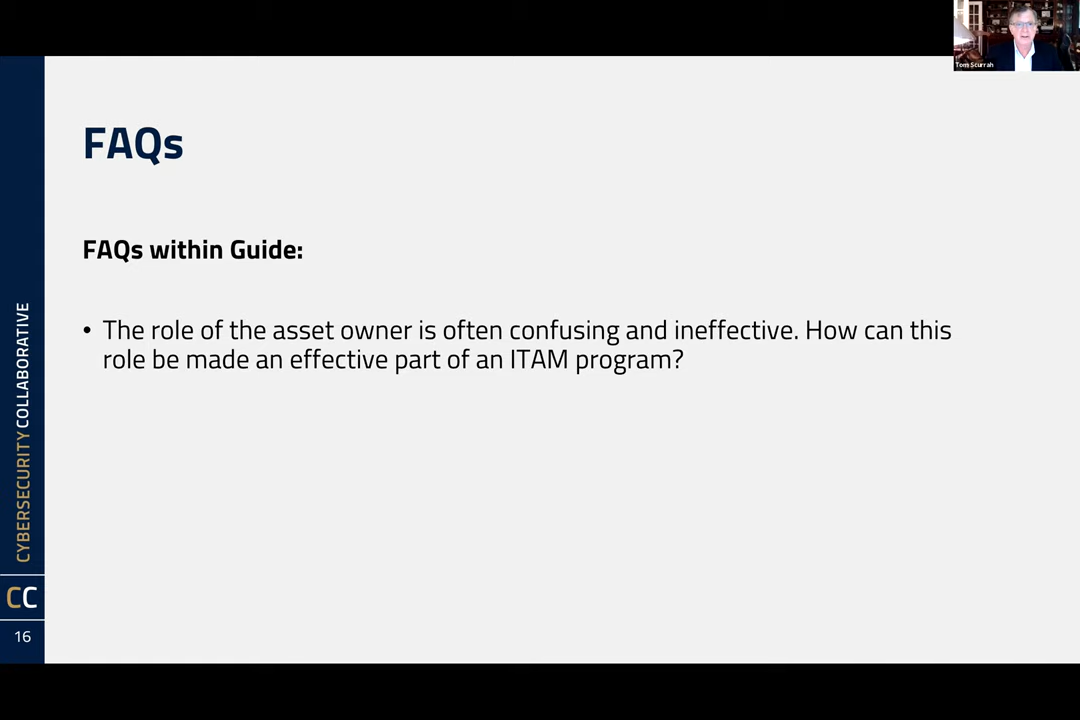 Tom Scurrah
FAQs
FAQs within Guide:
• The role of the asset owner is often confusing and ineffective. How can this
role be made an effective part of an ITAM program?
CYBERSECURITY COLLABORATIVE
CC
16